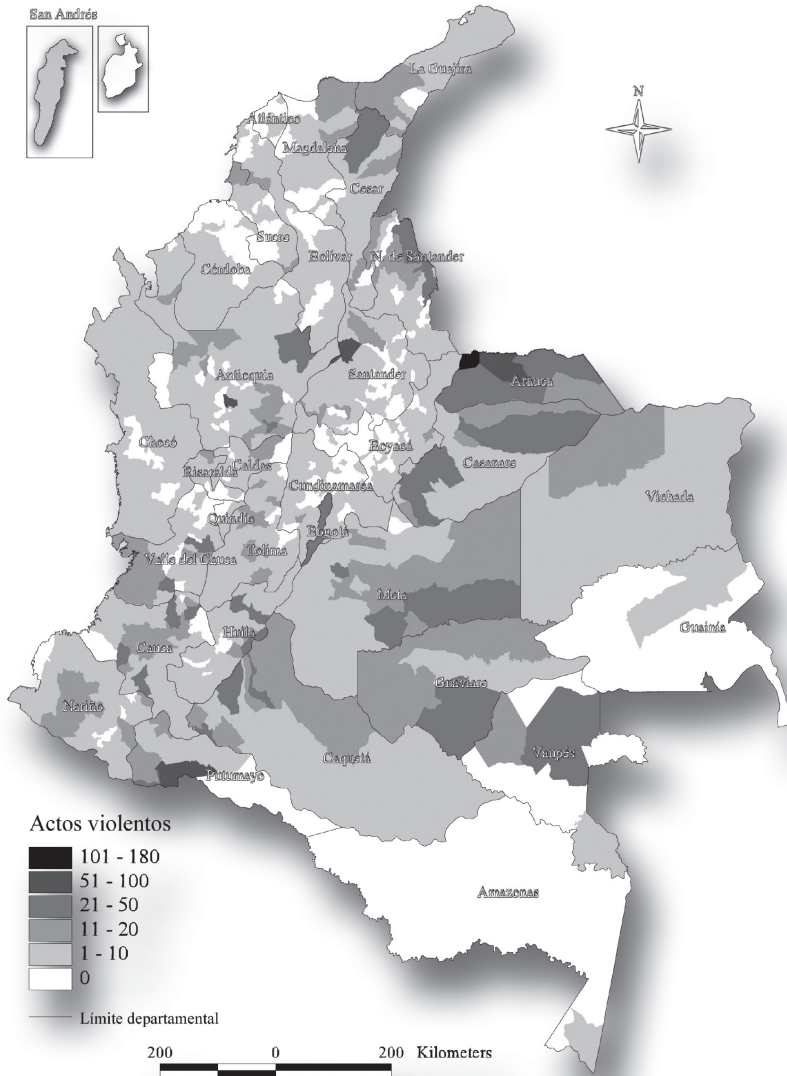 San Andrés
La Guajira
N
Atlántico
Magdalena
Cesar
Sucre
Bolívar
N. de Santander
Córdoba
Antioquia
Santander
Arauca
Chocó
Boyacá
Risaralda
Caldas
Casanare
Cundinamarca
Vichada
Quindío
Bogotá
Valle del Cauca
Tolima
Meta
Guainía
Huila
Cauca
Guaviare
Nariño
Vaupés
Caquetá
Putumayo
Actos violentos
101 - 180
51 - 100
21 - 50
11 - 20
1 - 10
0
Amazonas
Límite departamental
200 0 200 Kilometers